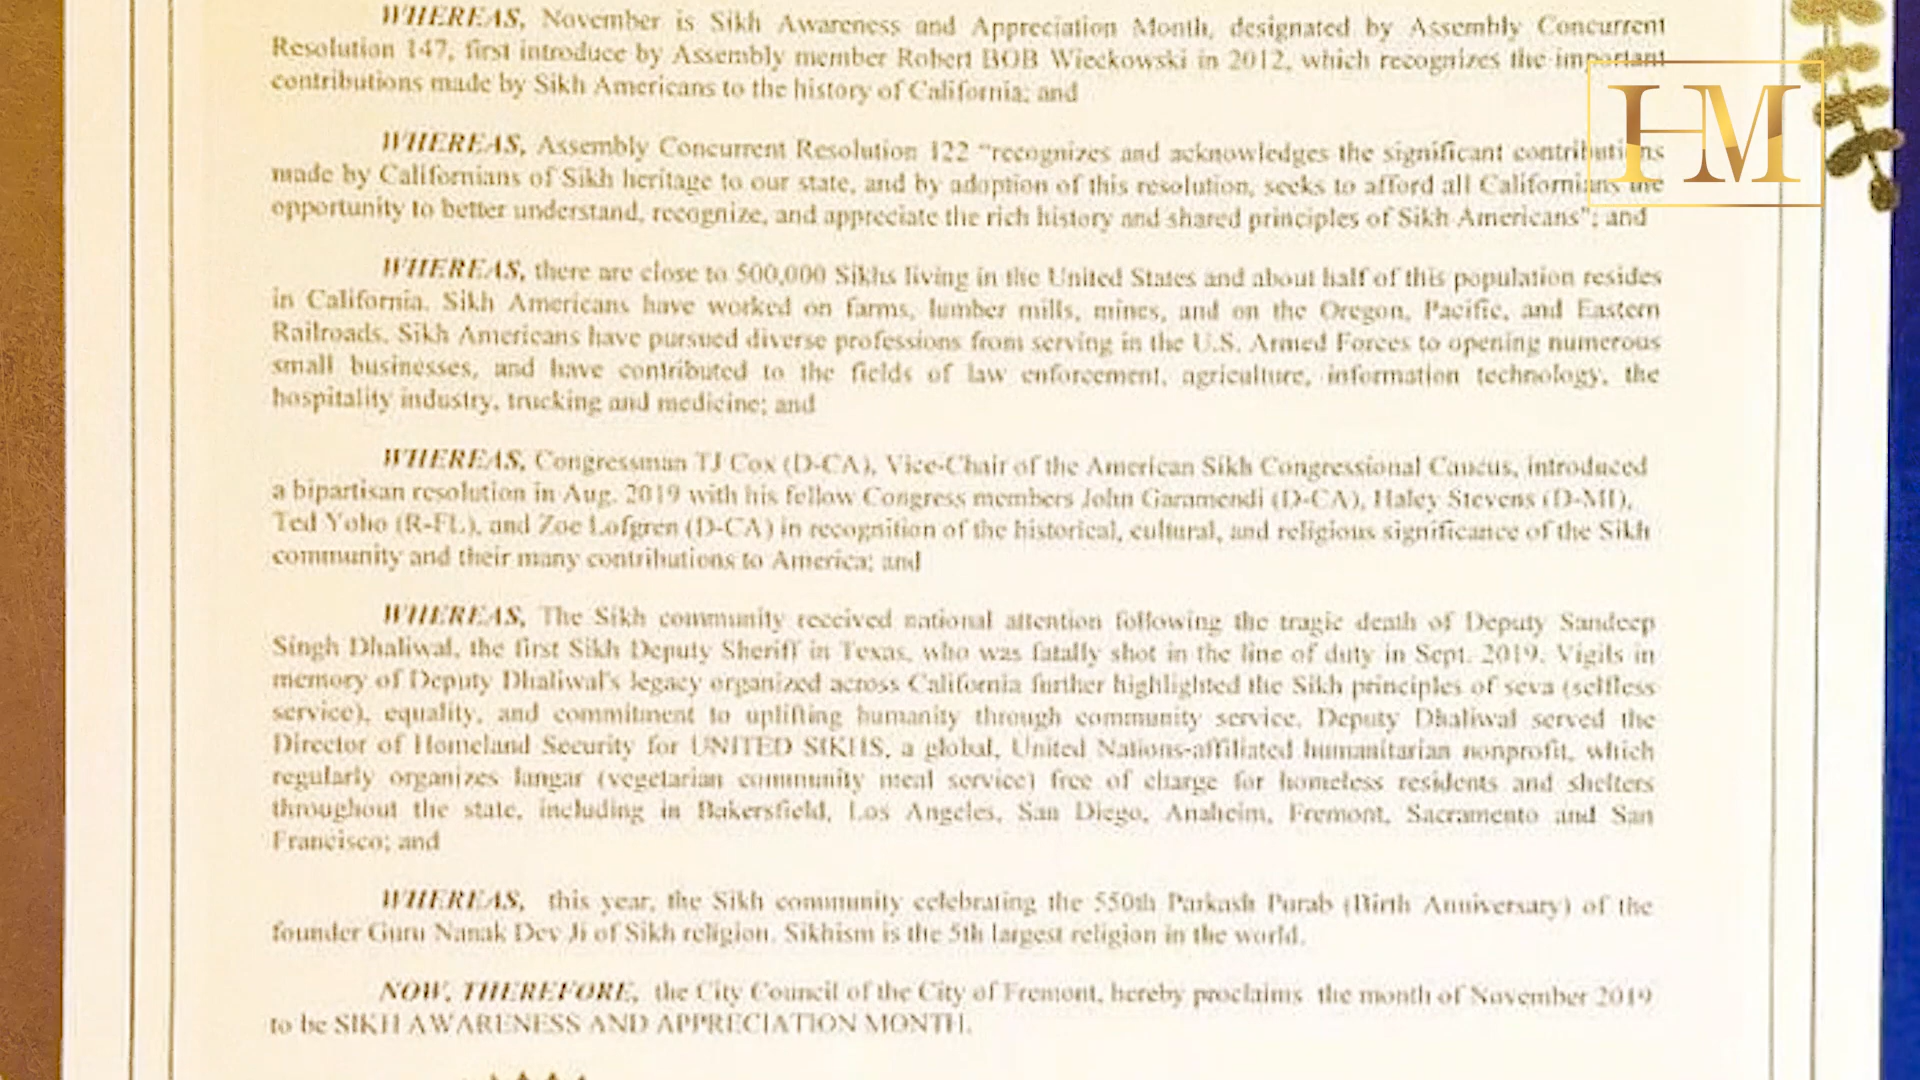 WHEREAS, November is Sikh Awareness and Appreciation Month, designated by Assembly Concurrent
Resolution 147, first introduce by Assembly member Robert BOB Wieckowski in 2012, which recognizes the important
contributions made by Sikh Americans to the history of California; and
WHEREAS, Assembly Concurrent Resolution 122 "recognizes and acknowledges the significant contributions
made by Californians of Sikh heritage to our state, and by adoption of this resolution, seeks to afford all Californians the
opportunity to better understand, recognize, and appreciate the rich history and shared principles of Sikh Americans"; and
WHEREAS, there are close to 500,000 Sikhs living in the United States and about half of this population resides
in California. Sikh Americans have worked on farms, lumber mills, mines, and on the Oregon, Pacific, and Eastern
Railroads. Sikh Americans have pursued diverse professions from serving in the U.S. Armed Forces to opening numerous
small businesses, and have contributed to the fields of law enforcement, agriculture, information technology, the
hospitality industry, trucking and medicine; and
WHEREAS, Congressman TJ Cox (D-CA), Vice-Chair of the American Sikh Congressional Caucus, introduced
a bipartisan resolution in Aug. 2019 with his fellow Congress members John Garamendi (D-CA), Haley Stevens (D-MI),
Ted Yoho (R-FL), and Zoe Lofgren (D-CA) in recognition of the historical, cultural, and religious significance of the Sikh
community and their many contributions to America; and
WHEREAS, The Sikh community received national attention following the tragic death of Deputy Sandeep
Singh Dhaliwal, the first Sikh Deputy Sheriff in Texas, who was fatally shot in the line of duty in Sept. 2019. Vigils in
memory of Deputy Dhaliwal's legacy organized across California further highlighted the Sikh principles of seva (selfless
service), equality, and commitment to uplifting humanity through community service. Deputy Dhaliwal served the
Director of Homeland Security for UNITED SIKHS, a global, United Nations-affiliated humanitarian nonprofit, which
regularly organizes langar (vegetarian community meal service) free of charge for homeless residents and shelters
throughout the state, including in Bakersfield, Los Angeles, San Diego, Anaheim, Fremont, Sacramento and San
Francisco; and
WHEREAS, this year, the Sikh community celebrating the 550th Parkash Purab (Birth Anniversary) of the
founder Guru Nanak Dev Ji of Sikh religion. Sikhism is the 5th largest religion in the world.
NOW, THEREFORE, the City Council of the City of Fremont, hereby proclaims the month of November 2019
to be SIKH AWARENESS AND APPRECIATION MONTH.
HM